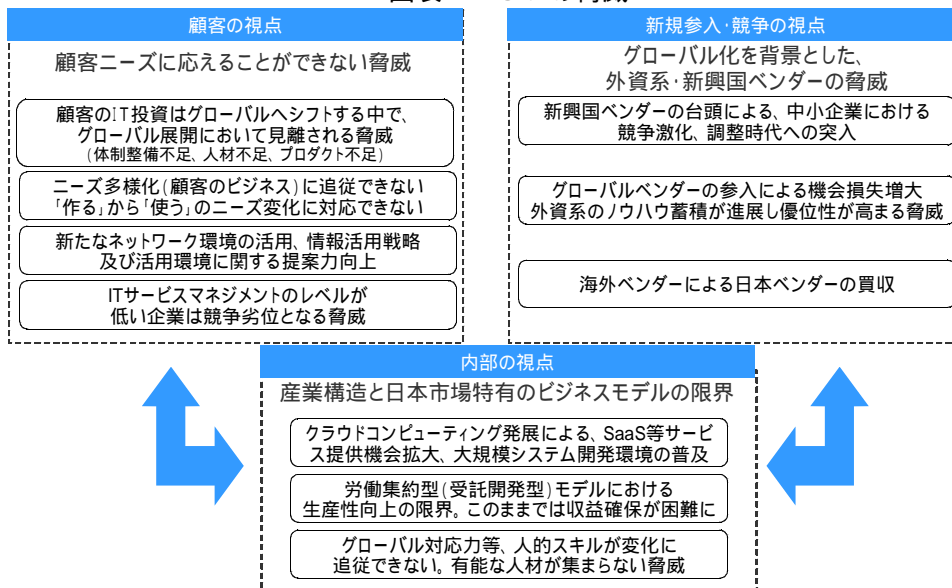 顧客の視点
顧客ニーズに応えることができない脅威
顧客のIT投資はグローバルへシフトする中で、
グローバル展開において見離される脅威
(体制整備不足、人材不足、プロダクト不足)
ニーズ多様化(顧客のビジネス)に追従できない
「作る」から「使う」のニーズ変化に対応できない
新たなネットワーク環境の活用、情報活用戦略
及び活用環境に関する提案力向上
ITサービスマネジメントのレベルが
低い企業は競争劣位となる脅威
新規参入・競争の視点
グローバル化を背景とした、
外資系・新興国ベンダーの脅威
新興国ベンダーの台頭による、中小企業における
競争激化、調整時代への突入
グローバルベンダーの参入による機会損失増大
外資系のノウハウ蓄積が進展し優位性が高まる脅威
海外ベンダーによる日本ベンダーの買収
内部の視点
産業構造と日本市場特有のビジネスモデルの限界
クラウドコンピューティング発展による、SaaS等サービ
ス提供機会拡大、大規模システム開発環境の普及
労働集約型(受託開発型)モデルにおける
生産性向上の限界。このままでは収益確保が困難に
グローバル対応力等、人的スキルが変化に
追従できない。有能な人材が集まらない脅威